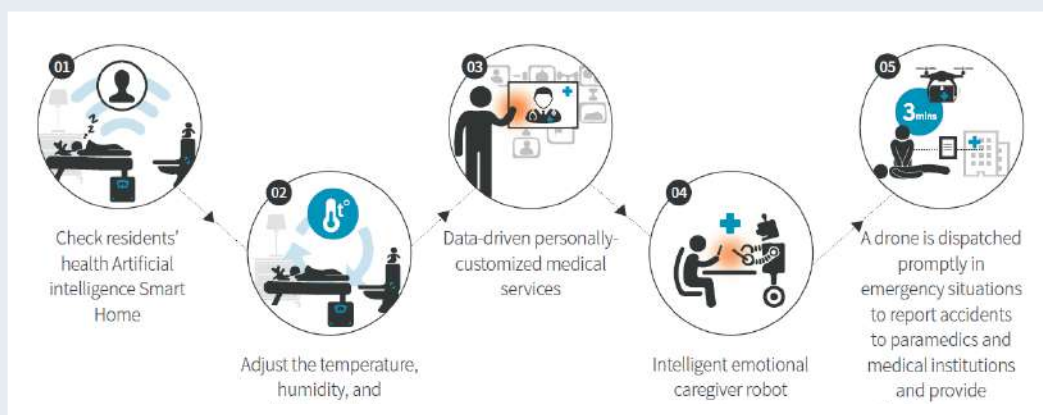 01
z
z
z
Check residents'
health Artificial
intelligence Smart
Home
02
t°
Adjust the temperature,
humidity, and
03
Data-driven personally-
customized medical
services
04
Intelligent emotional
caregiver robot
05
3mins
A drone is dispatched
promptly in
emergency situations
to report accidents
to paramedics and
medical institutions
and provide